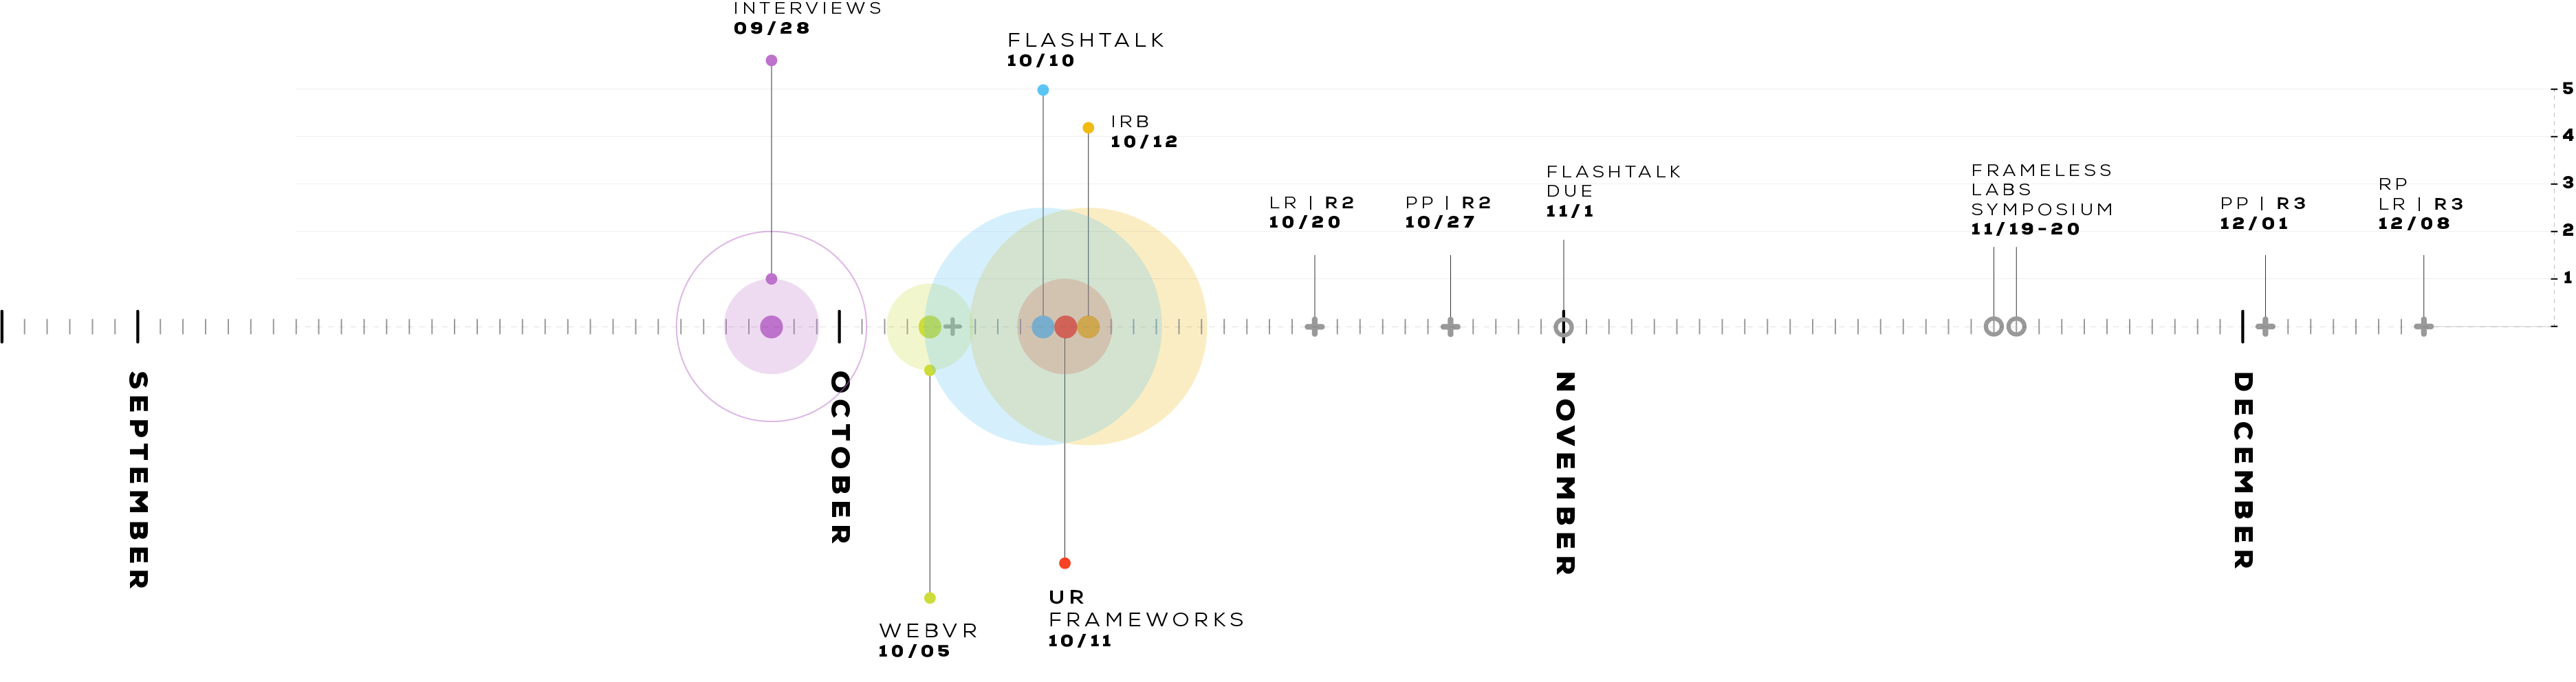 INTERVIEWS
09/28
FLASHTALK
10/10
IRB
10/12
LR | R2
10/20
PP | R2
10/27
FLASHTALK
DUE
11/1
FRAMELESS
LABS
SYMPOSIUM
11/19-20
PP | R3
12/01
RP
LR | R3
12/08
5
4
3
2
1
SEPTEMBER
OCTOBER
NOVEMBER
DECEMBER
WEBVR
10/05
UR
FRAMEWORKS
10/11